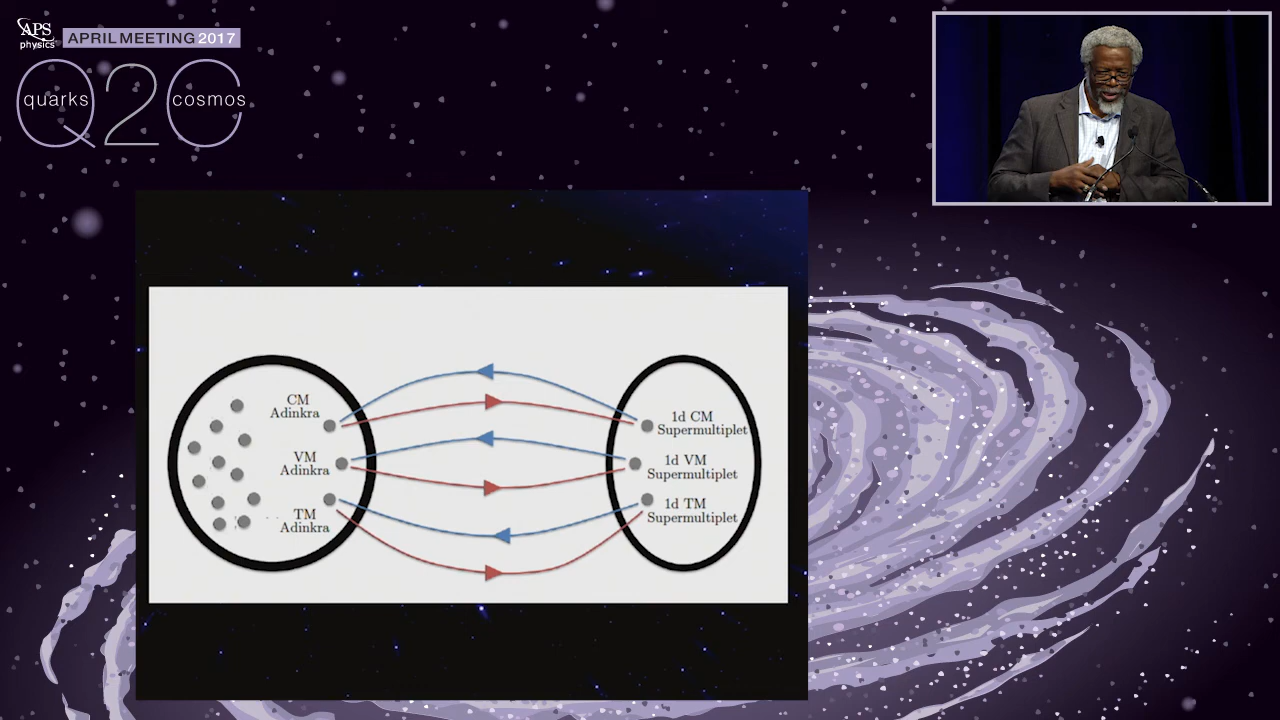 APS
physics
APRIL MEETING 2017
Q2C
quarks
cosmos
CM
Adinkra
VM
Adinkra
TM
Adinkra
1d CM
Supermultiplet
1d VM
Supermultiplet
1d TM
Supermultiplet